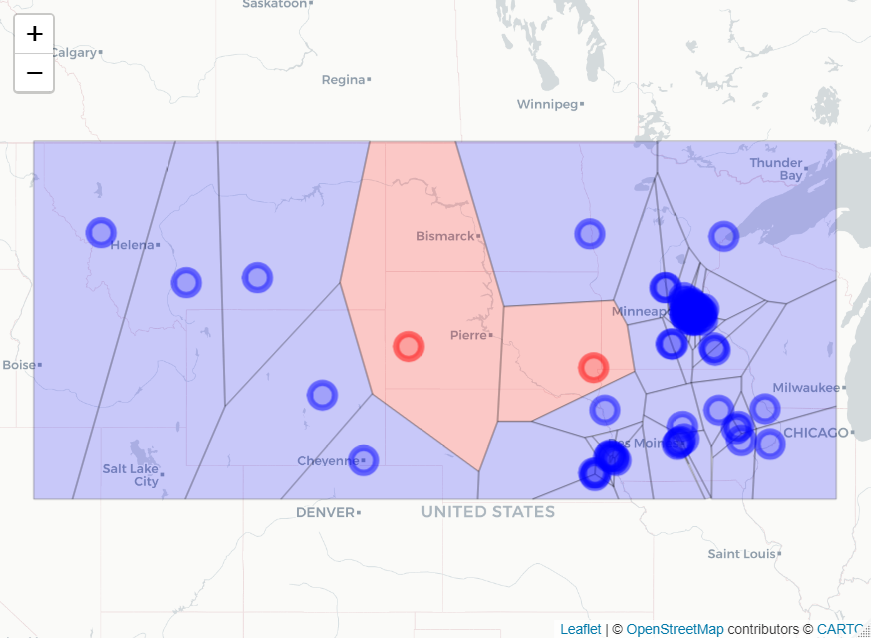 Saskatoon
+
Calgary
−
Regina
Winnipeg
Thunder
Bay
Bismarck
Helena
Minneap
Pierre
Boise
Milwaukee
CHICAGO
Des Moines
Cheyenne
Salt Lake
City
DENVER
UNITED STATES
Saint Louis
Leaflet | © OpenStreetMap contributors © CARTO